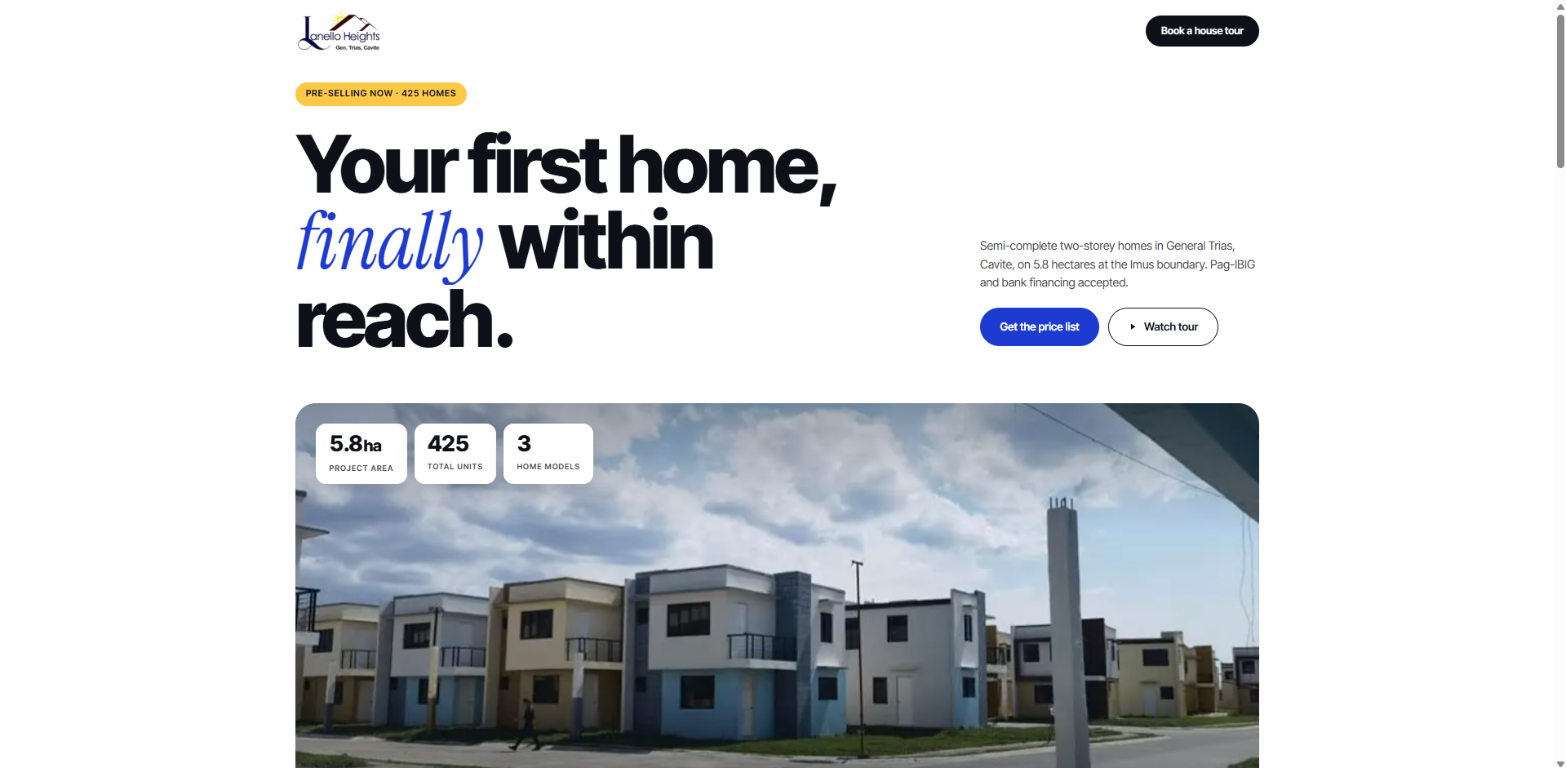 Lanello Heights
Gen. Trias, Cavite
Book a house tour
PRE-SELLING NOW · 425 HOMES
Your first home,
finally within
reach.
Semi-complete two-storey homes in General Trias,
Cavite, on 5.8 hectares at the Imus boundary. Pag-IBIG
and bank financing accepted.
Get the price list
Watch tour
5.8ha
PROJECT AREA
425
TOTAL UNITS
3
HOME MODELS